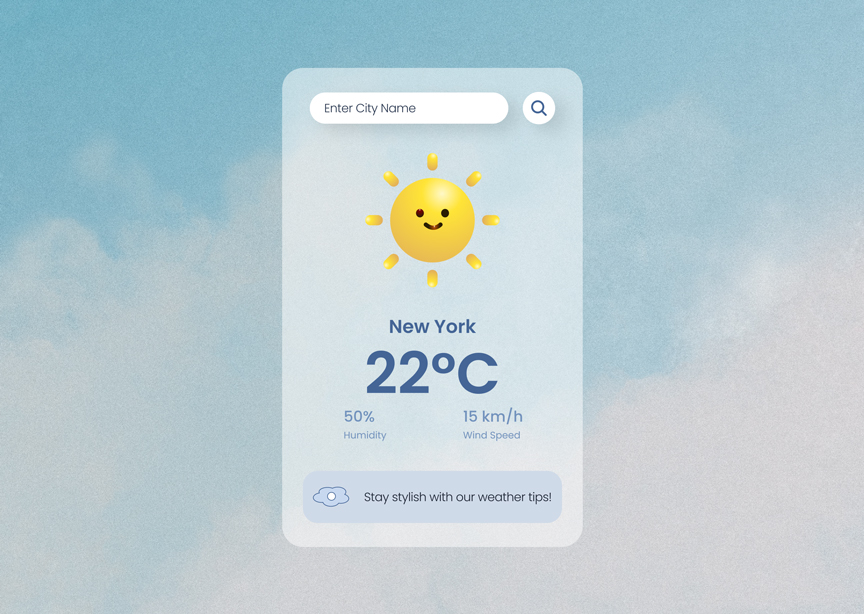 Enter City Name
New York
22°C
50%
15 km/h
Humidity
Wind Speed
Stay stylish with our weather tips!